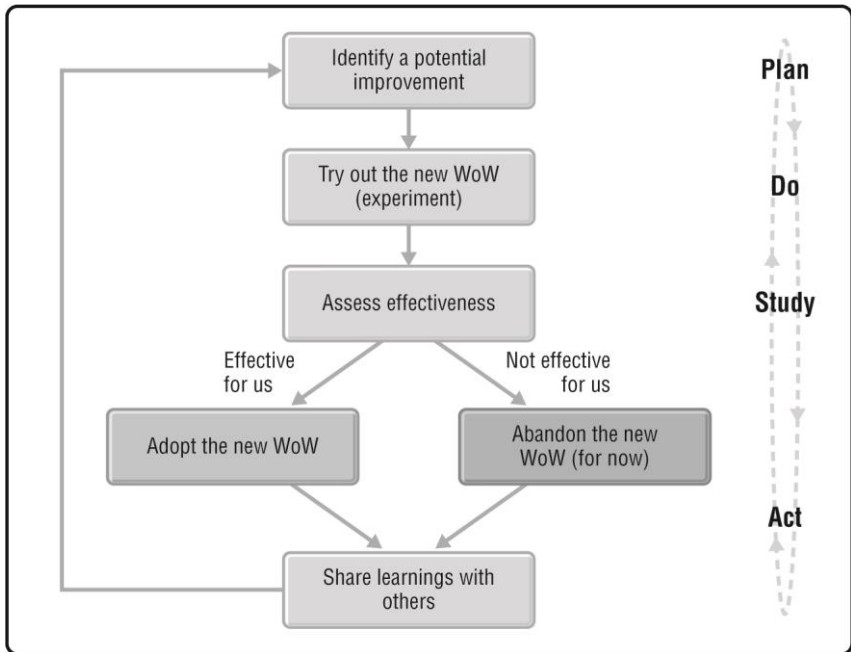 Identify a potential
improvement
Plan
Try out the new WoW
(experiment)
Do
Assess effectiveness
Study
Effective
for us
Not effective
for us
Adopt the new WoW
Abandon the new
WoW (for now)
Act
Share learnings with
others